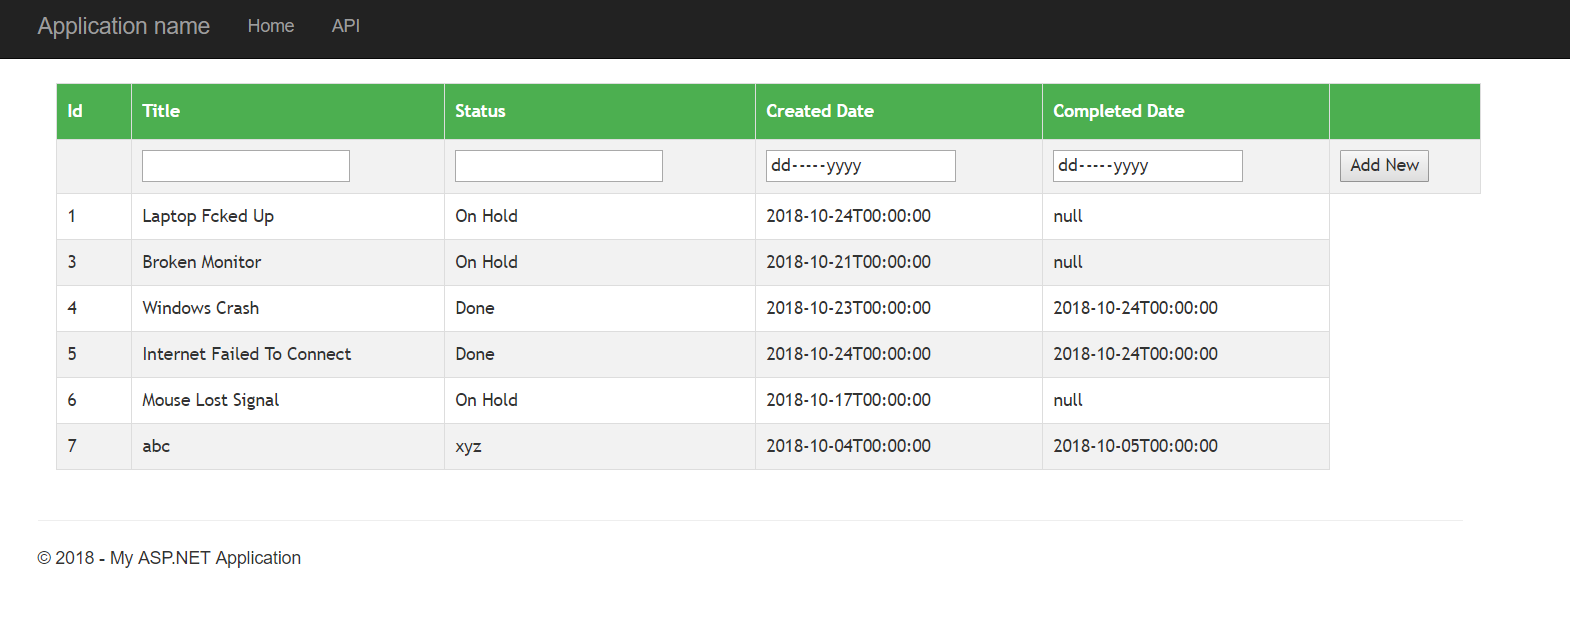 Application name Home API
Id Title Status Created Date Completed Date
dd-----yyyy dd-----yyyy Add New
1 Laptop Fcked Up On Hold 2018-10-24T00:00:00 null
3 Broken Monitor On Hold 2018-10-21T00:00:00 null
4 Windows Crash Done 2018-10-23T00:00:00 2018-10-24T00:00:00
5 Internet Failed To Connect Done 2018-10-24T00:00:00 2018-10-24T00:00:00
6 Mouse Lost Signal On Hold 2018-10-17T00:00:00 null
7 abc xyz 2018-10-04T00:00:00 2018-10-05T00:00:00
© 2018 - My ASP.NET Application